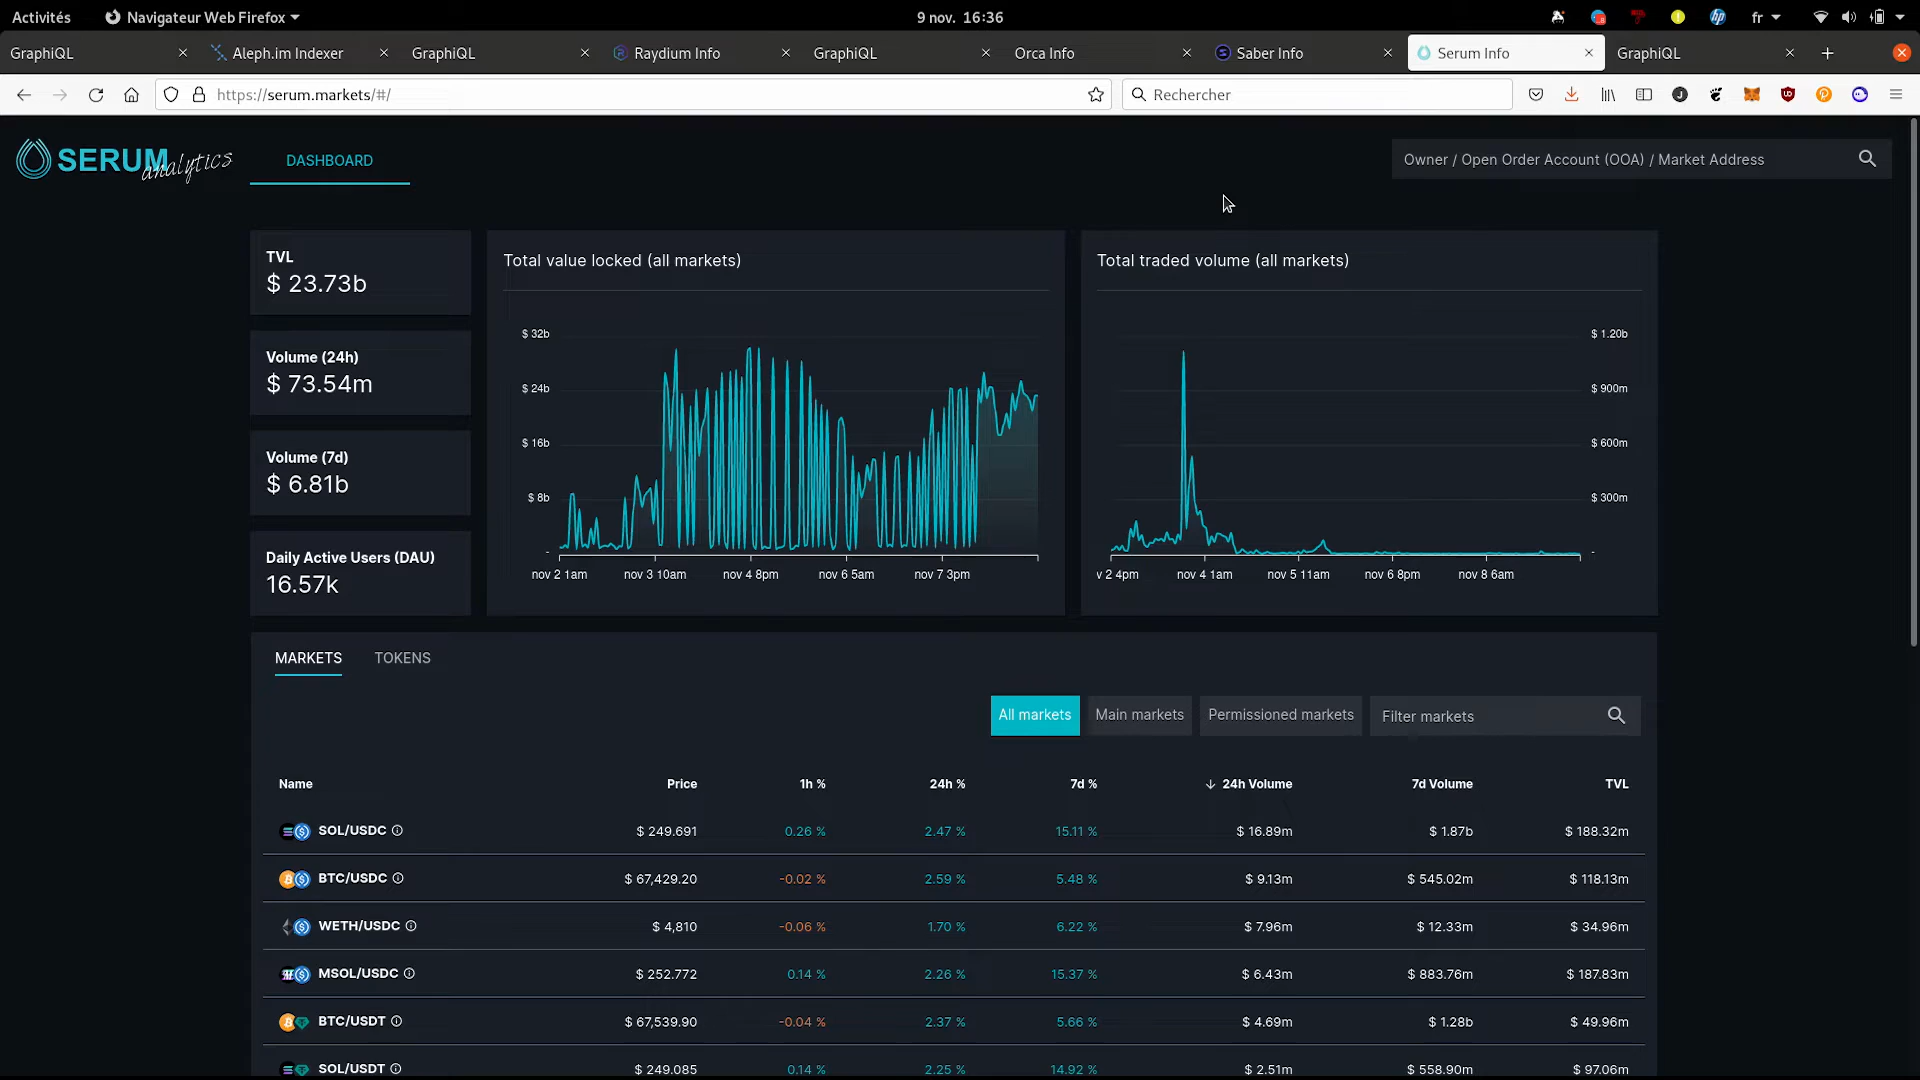 Activités
Navigateur Web Firefox
9 nov. 16:36
fr
GraphiQL
Aleph.im Indexer
GraphiQL
Raydium Info
GraphiQL
Orca Info
Saber Info
Serum Info
GraphiQL
https://serum.markets/#/
Rechercher
SERUM analytics
DASHBOARD
Owner / Open Order Account (OOA) / Market Address
TVL
$ 23.73b
Volume (24h)
$ 73.54m
Volume (7d)
$ 6.81b
Daily Active Users (DAU)
16.57k
Total value locked (all markets)
$ 32b
$ 24b
$ 16b
$ 8b
-
nov 2 1am nov 3 10am nov 4 8pm nov 6 5am nov 7 3pm
Total traded volume (all markets)
$ 1.20b
$ 900m
$ 600m
$ 300m
-
v 2 4pm nov 4 1am nov 5 11am nov 6 8pm nov 8 6am
MARKETS TOKENS
All markets Main markets Permissioned markets Filter markets
Name Price 1h % 24h % 7d % ↓ 24h Volume 7d Volume TVL
SOL/USDC $ 249.691 0.26 % 2.47 % 15.11 % $ 16.89m $ 1.87b $ 188.32m
BTC/USDC $ 67,429.20 -0.02 % 2.59 % 5.48 % $ 9.13m $ 545.02m $ 118.13m
WETH/USDC $ 4,810 -0.06 % 1.70 % 6.22 % $ 7.96m $ 12.33m $ 34.96m
MSOL/USDC $ 252.772 0.14 % 2.26 % 15.37 % $ 6.43m $ 883.76m $ 187.83m
BTC/USDT $ 67,539.90 -0.04 % 2.37 % 5.66 % $ 4.69m $ 1.28b $ 49.96m
SOL/USDT $ 249.085 0.14 % 2.25 % 14.92 % $ 2.51m $ 558.90m $ 97.06m